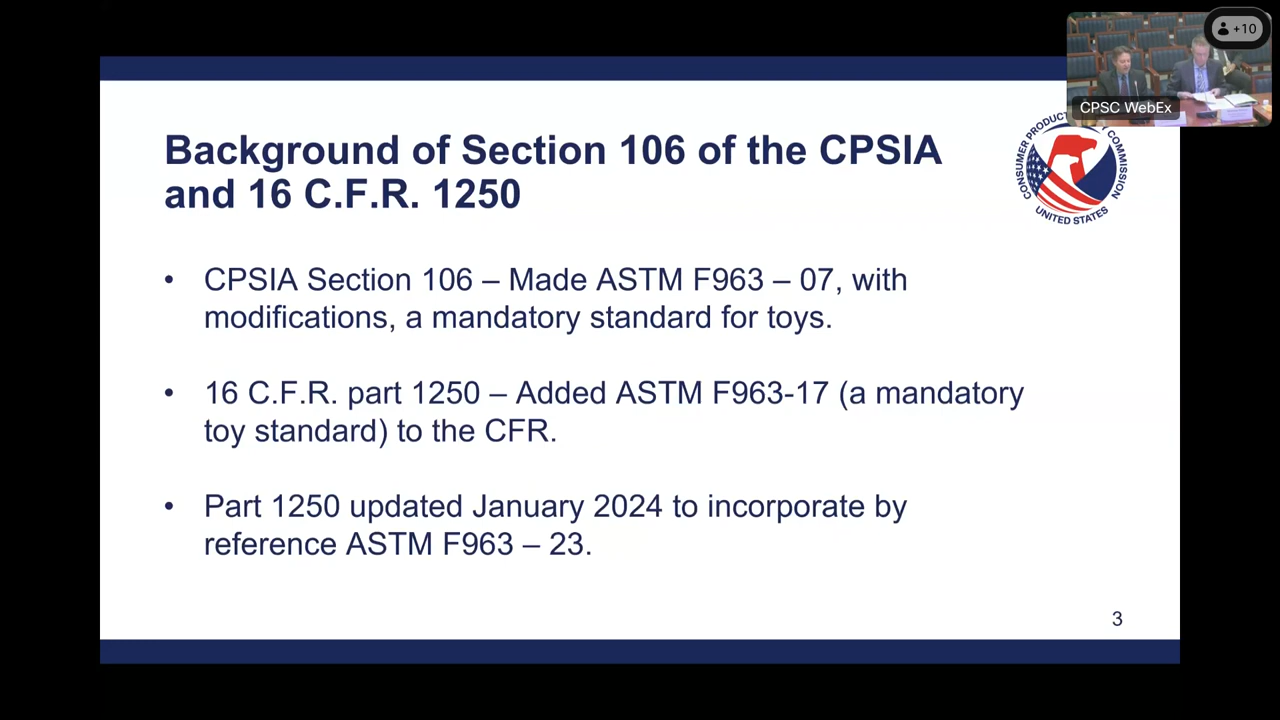 +10
CPSC WebEx
Background of Section 106 of the CPSIA
and 16 C.F.R. 1250
CONSUMER PRODUCT COMMISSION
UNITED STATES
• CPSIA Section 106 – Made ASTM F963 – 07, with
modifications, a mandatory standard for toys.
• 16 C.F.R. part 1250 – Added ASTM F963-17 (a mandatory
toy standard) to the CFR.
• Part 1250 updated January 2024 to incorporate by
reference ASTM F963 – 23.
3